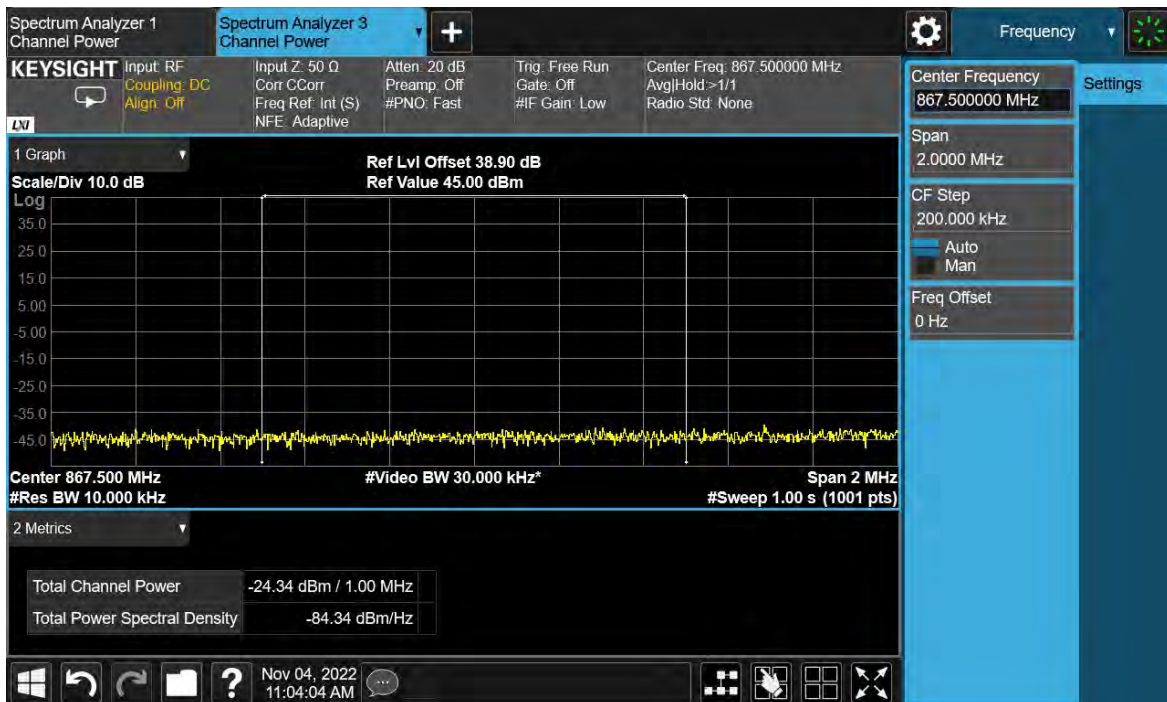 Spectrum Analyzer 1
Channel Power
Spectrum Analyzer 3
Channel Power
+
Frequency
KEYSIGHT
LXI
Input: RF
Coupling: DC
Align: Off
Input Z: 50 Ω
Corr CCorr
Freq Ref: Int (S)
NFE: Adaptive
Atten: 20 dB
Preamp: Off
#PNO: Fast
Trig: Free Run
Gate: Off
#IF Gain: Low
Center Freq: 867.500000 MHz
Avg|Hold:>1/1
Radio Std: None
Center Frequency
867.500000 MHz
Settings
Span
2.0000 MHz
CF Step
200.000 kHz
Auto
Man
Freq Offset
0 Hz
1 Graph
Scale/Div 10.0 dB
Ref Lvl Offset 38.90 dB
Ref Value 45.00 dBm
Log
35.0
25.0
15.0
5.00
-5.00
-15.0
-25.0
-35.0
-45.0
Center 867.500 MHz
#Video BW 30.000 kHz*
Span 2 MHz
#Res BW 10.000 kHz
#Sweep 1.00 s (1001 pts)
2 Metrics
Total Channel Power -24.34 dBm / 1.00 MHz
Total Power Spectral Density -84.34 dBm/Hz
?
Nov 04, 2022
11:04:04 AM